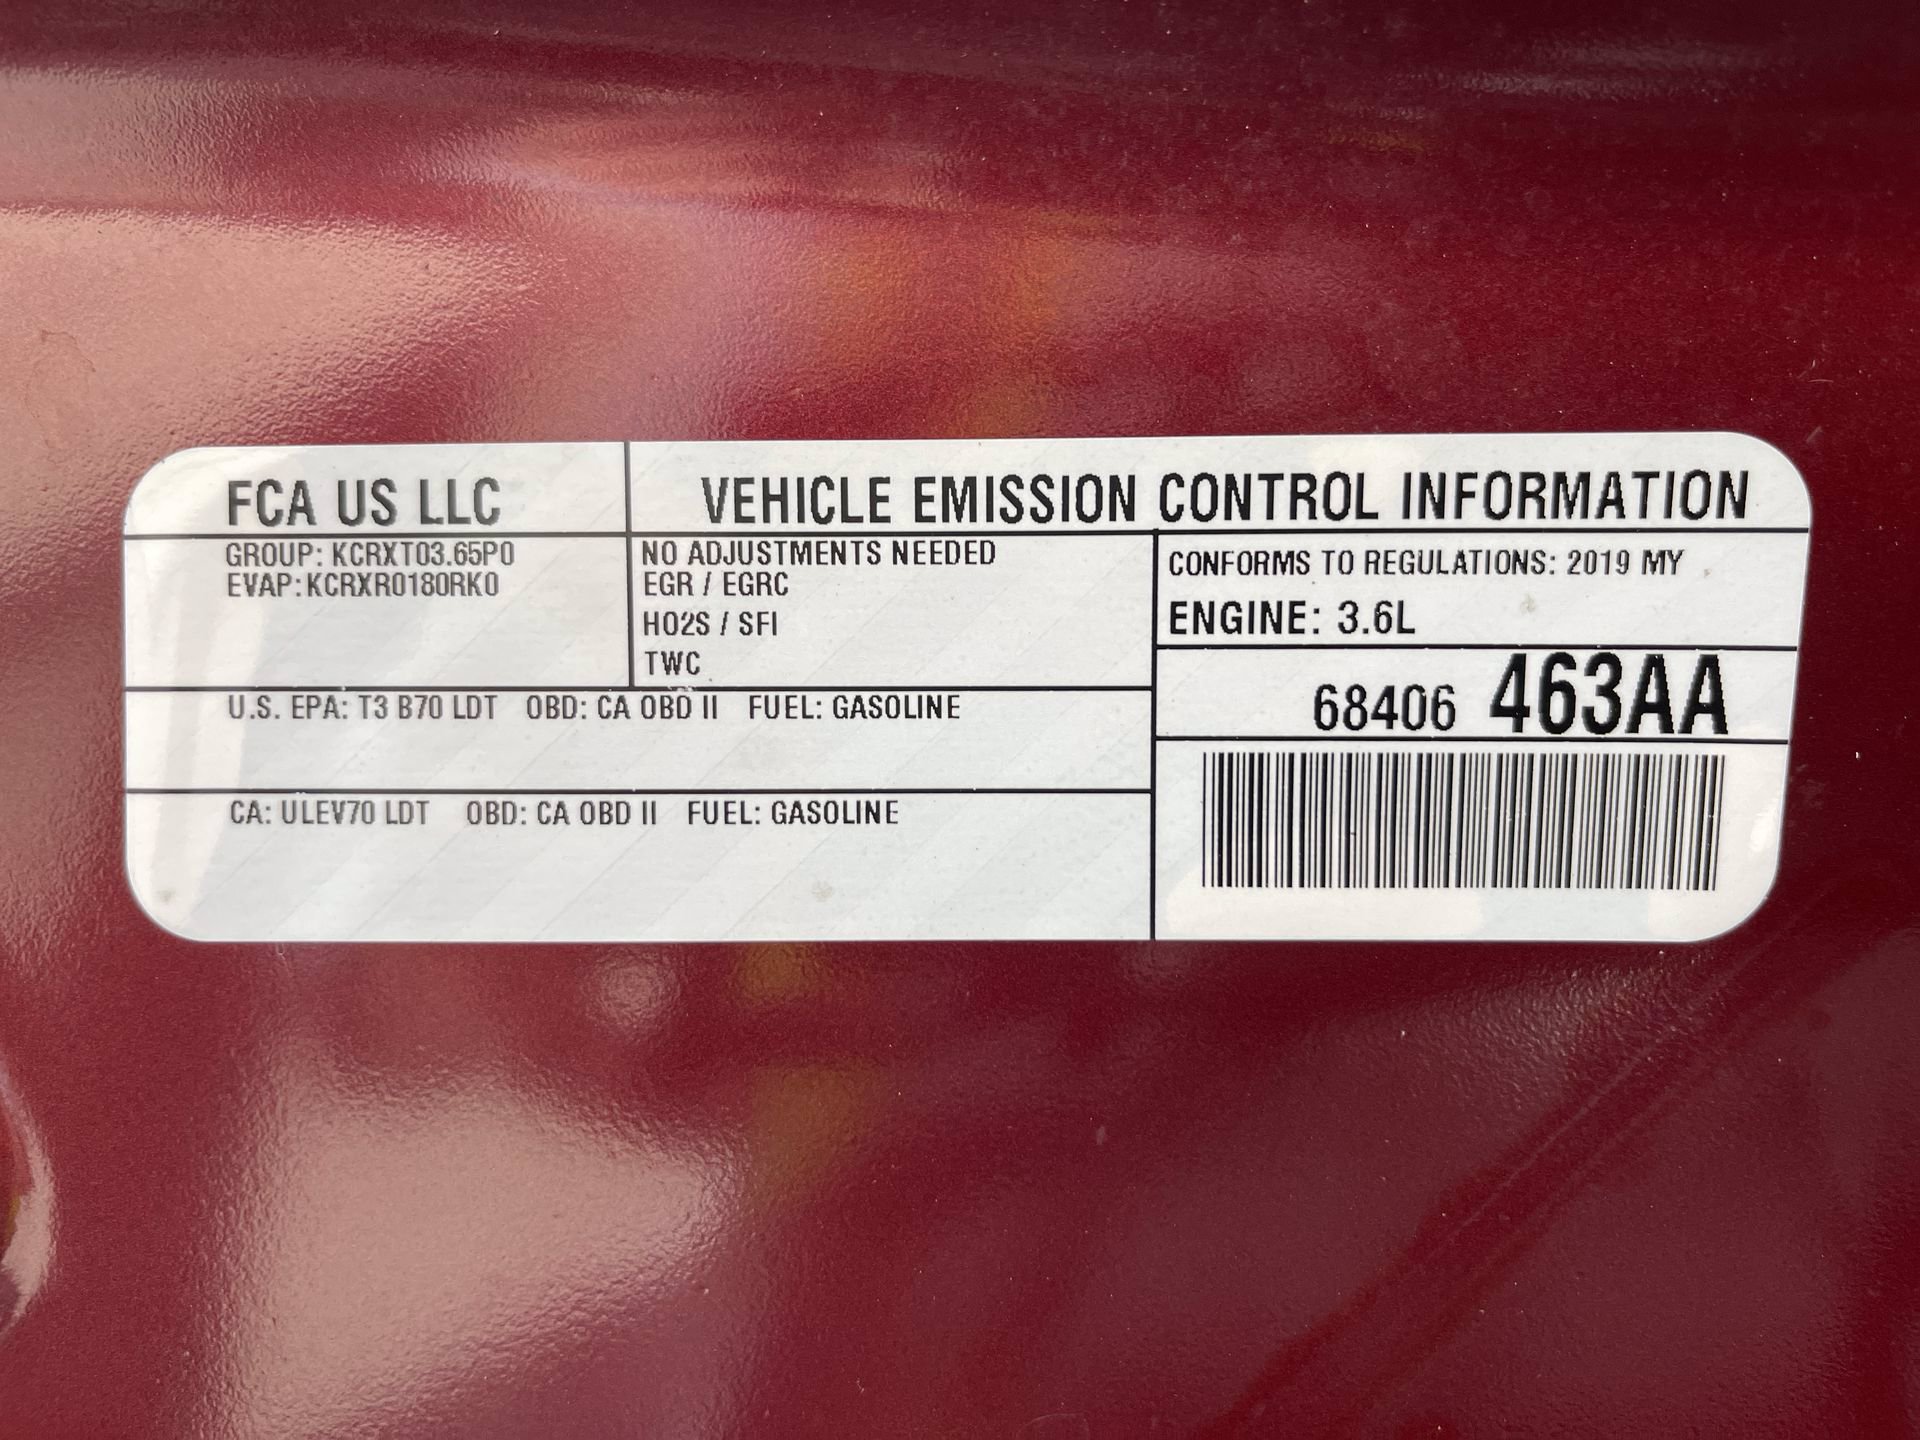 FCA US LLC
VEHICLE EMISSION CONTROL INFORMATION
GROUP: KCRXT03.65P0
EVAP: KCRXR0180RK0
NO ADJUSTMENTS NEEDED
EGR / EGRC
HO2S / SFI
TWC
CONFORMS TO REGULATIONS: 2019 MY
ENGINE: 3.6L
U.S. EPA: T3 B70 LDT OBD: CA OBD II FUEL: GASOLINE
68406 463AA
CA: ULEV70 LDT OBD: CA OBD II FUEL: GASOLINE